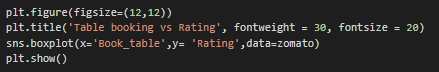 plt.figure(figsize=(12,12))
plt.title('Table booking vs Rating', fontweight = 30, fontsize = 20)
sns.boxplot(x='Book_table',y= 'Rating',data=zomato)
plt.show()